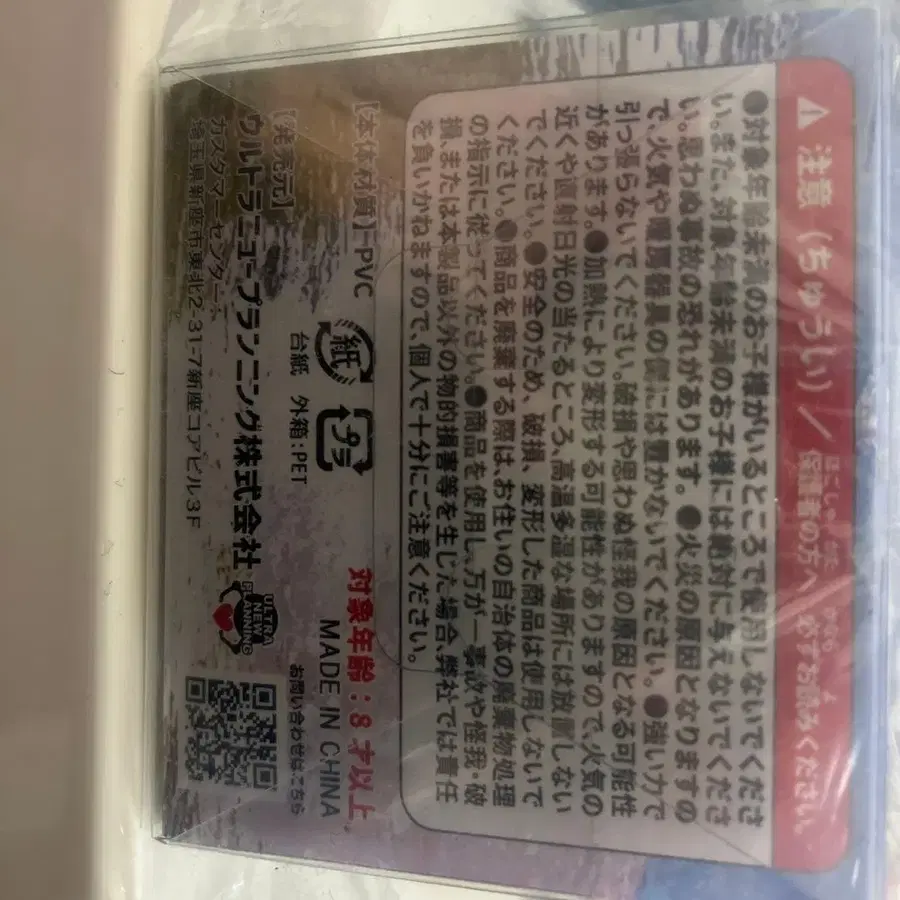 ⚠ 注意(ちゅうい)/保護者の方へ 必ずお読みください。
ほごしゃ かた かなら よ
●対象年齢未満のお子様がいるところで使用しないでくださ
い。また、対象年齢未満のお子様には絶対に与えないでくださ
い。思わぬ事故の恐れがあります。●火災の原因となりますの
で、火気や暖房器具の側には置かないでください。●強い力で
引っ張らないでください。破損や思わぬ怪我の原因となる可能性
があります。●加熱により変形する可能性がありますので、火気の
近くや直射日光の当たるところ、高温多湿な場所には放置しない
でください。●安全のため、破損、変形した商品は使用しないで
ください。●商品を廃棄する際は、お住いの自治体の廃棄物処理
の指示に従ってください。●商品を使用し、万が一事故や怪我・破
損、または本製品以外の物的損害等を生じた場合、弊社では責任
を負いかねますので、個人で十分にご注意ください。
【本体材質】-PVC
紙
台紙
プラ
外箱:PET
対象年齢:8才以上
MADE IN CHINA
お問い合わせはこちら
【発売元】
ウルトラニュープランニング株式会社
ULTRA
NEW
PLANNING®
カスタマーセンター
埼玉県新座市東北2-31-7新座コアビル3F